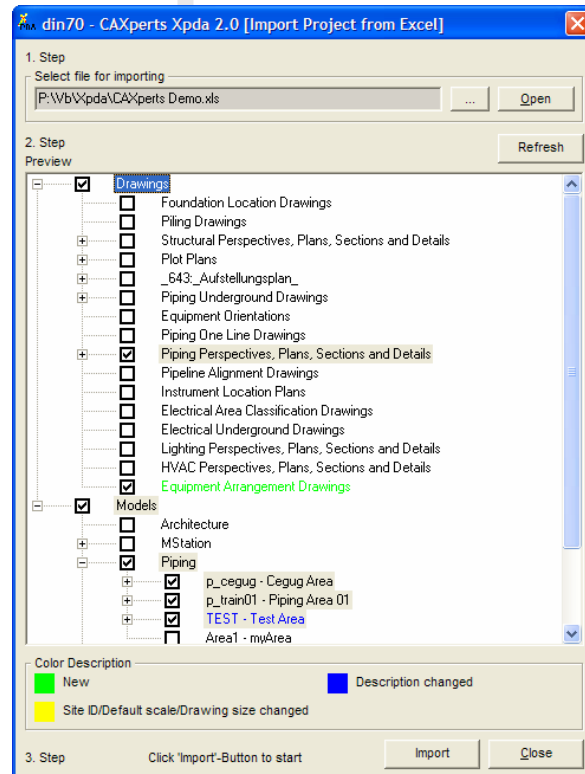 din70 - CAXperts Xpda 2.0 [Import Project from Excel]
1. Step
Select file for importing
P:\Vb\Xpda\CAXperts Demo.xls
...
Open
2. Step
Refresh
Preview
Drawings
Foundation Location Drawings
Piling Drawings
Structural Perspectives, Plans, Sections and Details
Plot Plans
_643:_Aufstellungsplan_
Piping Underground Drawings
Equipment Orientations
Piping One Line Drawings
Piping Perspectives, Plans, Sections and Details
Pipeline Alignment Drawings
Instrument Location Plans
Electrical Area Classification Drawings
Electrical Underground Drawings
Lighting Perspectives, Plans, Sections and Details
HVAC Perspectives, Plans, Sections and Details
Equipment Arrangement Drawings
Models
Architecture
MStation
Piping
p_cegug - Cegug Area
p_train01 - Piping Area 01
TEST - Test Area
Area1 - myArea
Color Description
New
Description changed
Site ID/Default scale/Drawing size changed
3. Step
Click 'Import'-Button to start
Import
Close